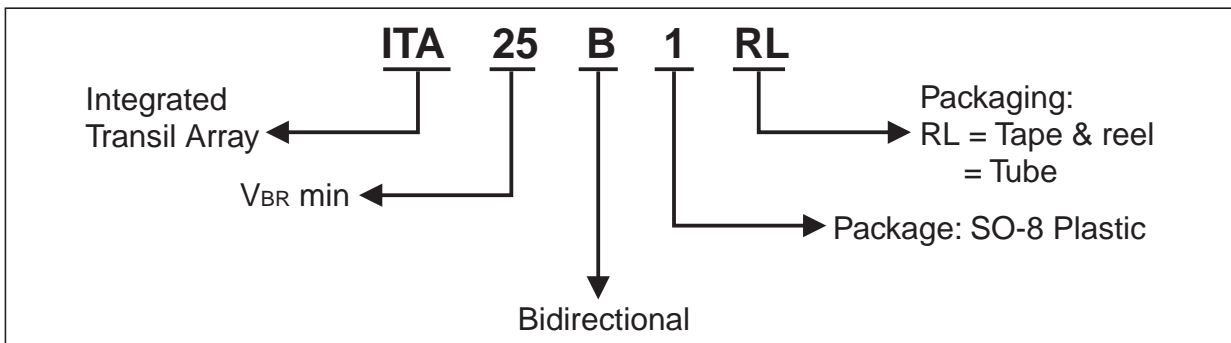 ITA 25 B 1 RL
Integrated
Transil Array
VBR min
Bidirectional
Packaging:
RL = Tape & reel
= Tube
Package: SO-8 Plastic